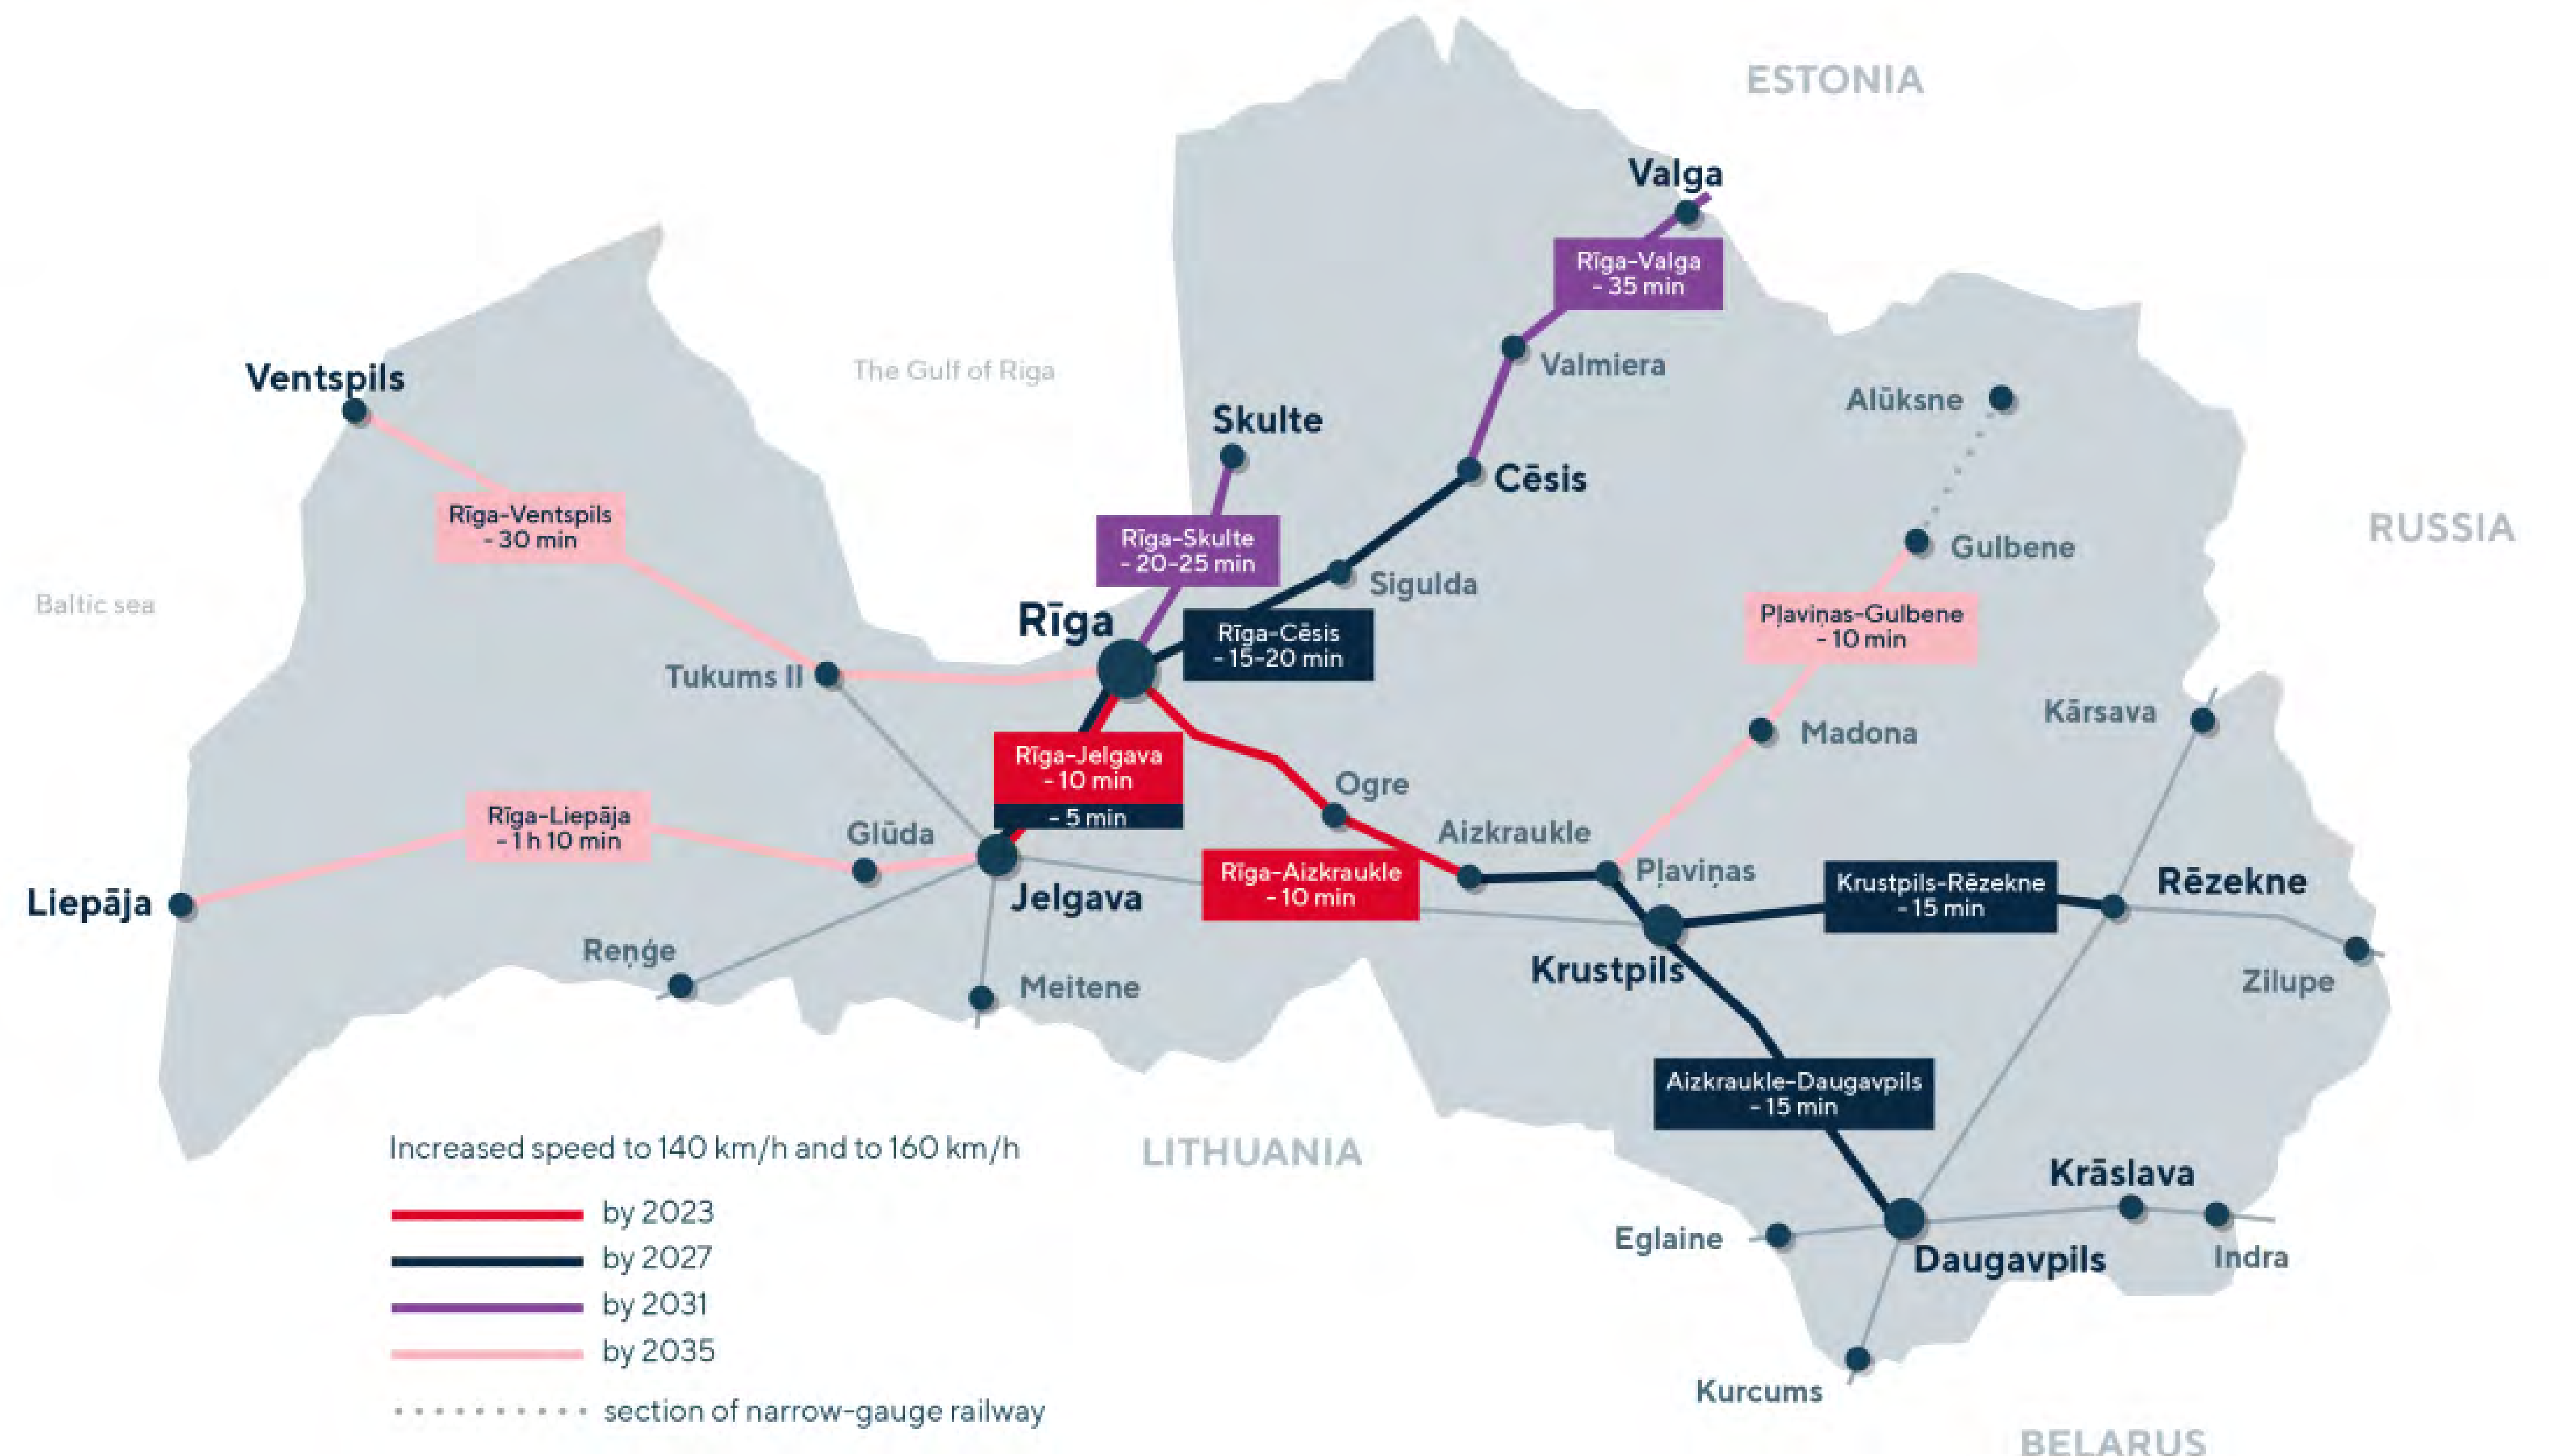 ESTONIA
Valga
Rīga-Valga
- 35 min
Valmiera
Ventspils
The Gulf of Riga
Alūksne
Skulte
Cēsis
Rīga-Ventspils
- 30 min
RUSSIA
Rīga-Skulte
- 20-25 min
Gulbene
Sigulda
Baltic sea
Rīga
Rīga-Cēsis
- 15-20 min
Pļaviņas-Gulbene
- 10 min
Tukums II
Kārsava
Madona
Rīga-Jelgava
- 10 min
- 5 min
Ogre
Rīga-Liepāja
- 1 h 10 min
Glūda
Aizkraukle
Liepāja
Jelgava
Rīga-Aizkraukle
- 10 min
Pļaviņas
Krustpils-Rēzekne
- 15 min
Rēzekne
Reņģe
Meitene
Krustpils
Zilupe
Aizkraukle-Daugavpils
- 15 min
LITHUANIA
Krāslava
Eglaine
Daugavpils
Indra
Kurcums
BELARUS
Increased speed to 140 km/h and to 160 km/h
by 2023
by 2027
by 2031
by 2035
section of narrow-gauge railway